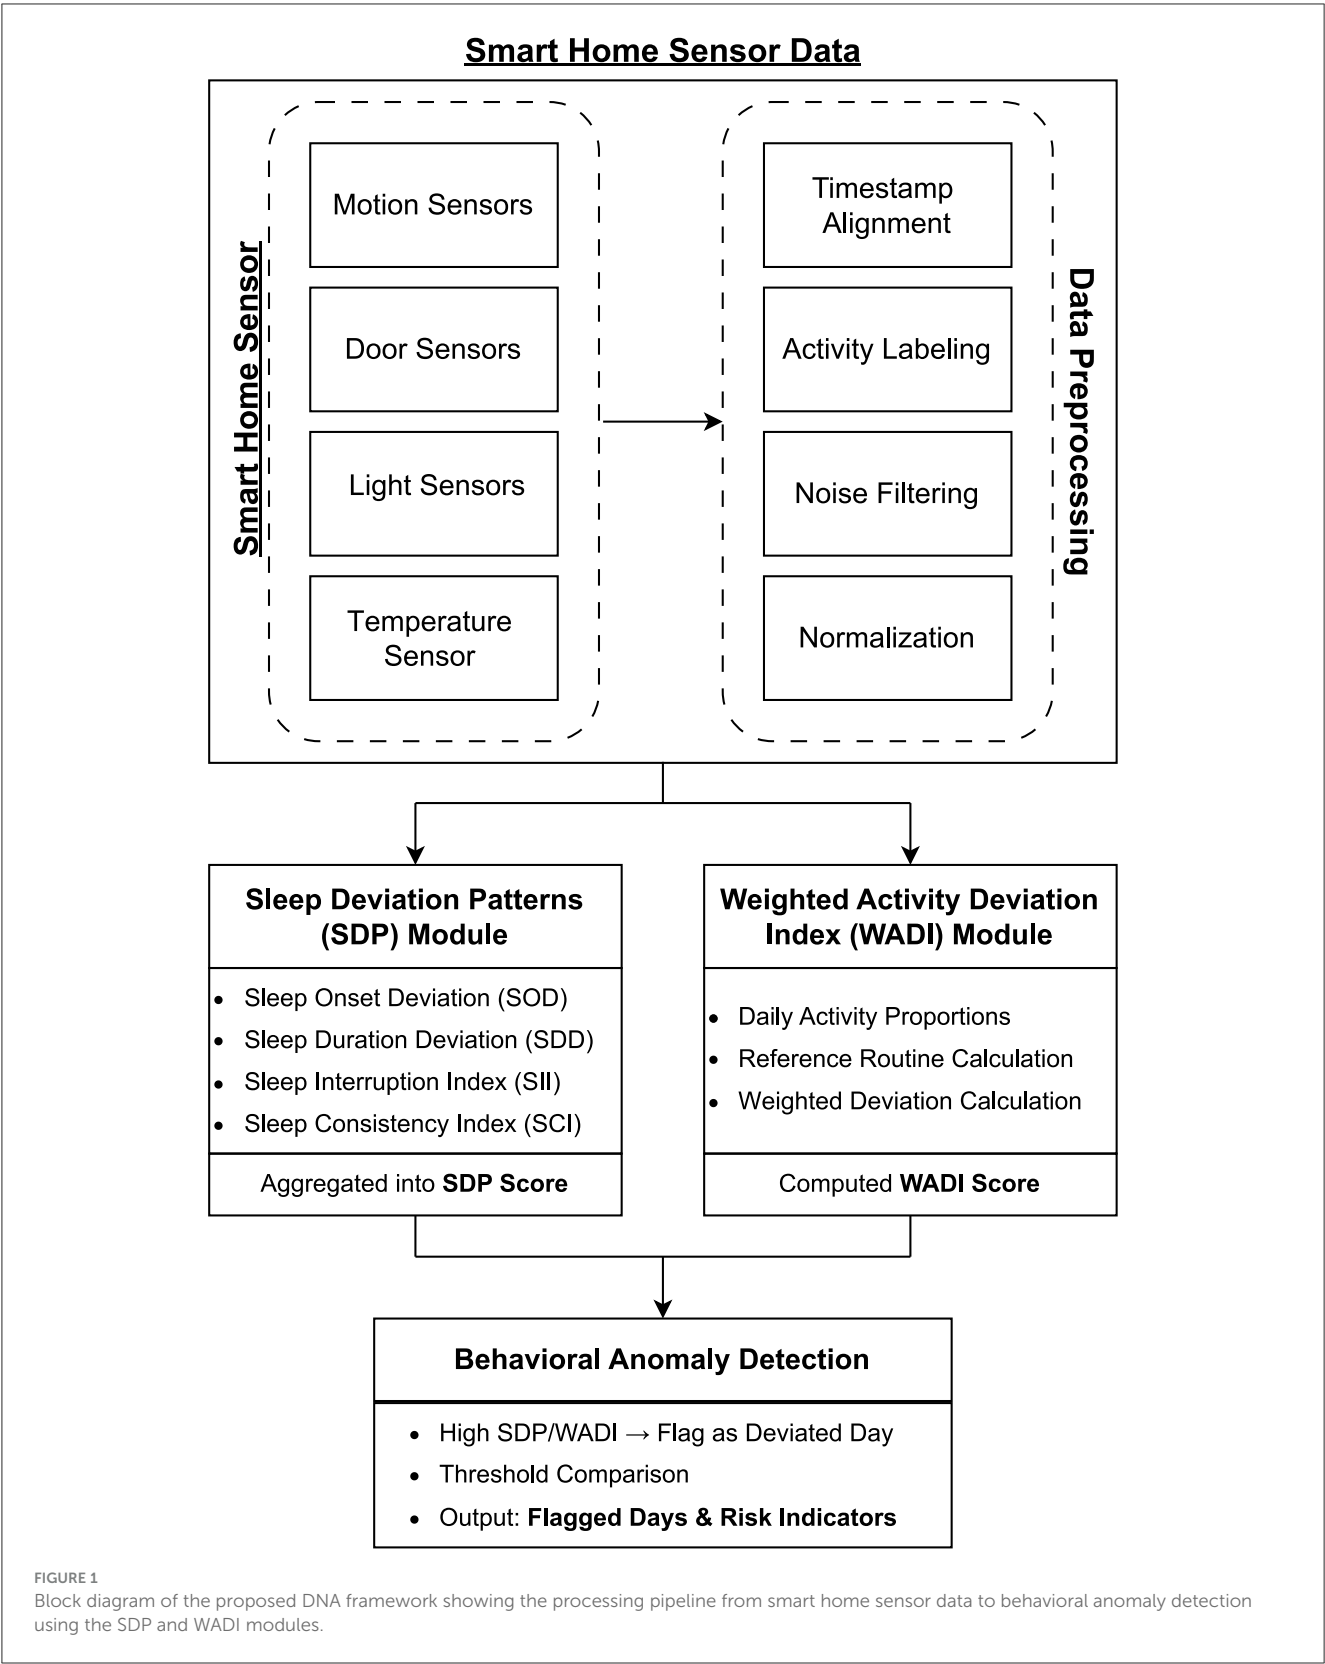 Smart Home Sensor Data
Smart Home Sensor
Motion Sensors
Door Sensors
Light Sensors
Temperature
Sensor
Timestamp
Alignment
Activity Labeling
Noise Filtering
Normalization
Data Preprocessing
Sleep Deviation Patterns
(SDP) Module
• Sleep Onset Deviation (SOD)
• Sleep Duration Deviation (SDD)
• Sleep Interruption Index (SII)
• Sleep Consistency Index (SCI)
Aggregated into SDP Score
Weighted Activity Deviation
Index (WADI) Module
• Daily Activity Proportions
• Reference Routine Calculation
• Weighted Deviation Calculation
Computed WADI Score
Behavioral Anomaly Detection
• High SDP/WADI → Flag as Deviated Day
• Threshold Comparison
• Output: Flagged Days & Risk Indicators
FIGURE 1
Block diagram of the proposed DNA framework showing the processing pipeline from smart home sensor data to behavioral anomaly detection
using the SDP and WADI modules.